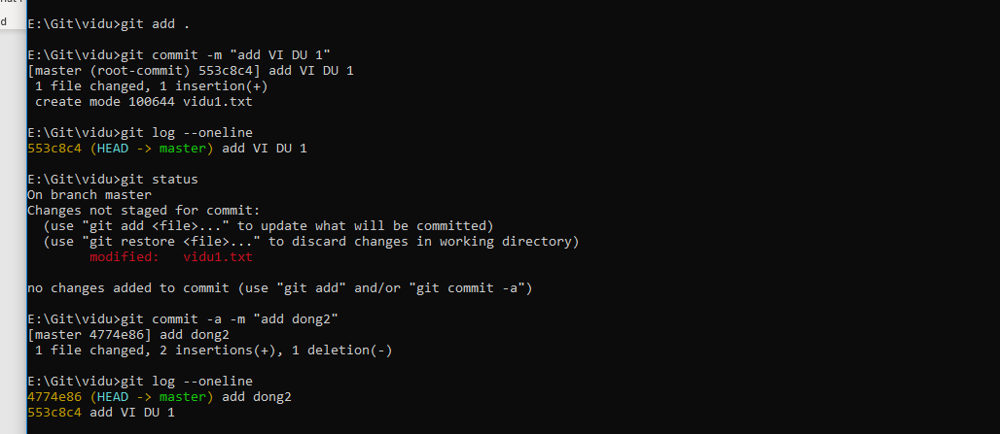 d
E:\Git\vidu>git add .
E:\Git\vidu>git commit -m "add VI DU 1"
[master (root-commit) 553c8c4] add VI DU 1
 1 file changed, 1 insertion(+)
 create mode 100644 vidu1.txt
E:\Git\vidu>git log --oneline
553c8c4 (HEAD -> master) add VI DU 1
E:\Git\vidu>git status
On branch master
Changes not staged for commit:
  (use "git add <file>..." to update what will be committed)
  (use "git restore <file>..." to discard changes in working directory)
        modified:   vidu1.txt
no changes added to commit (use "git add" and/or "git commit -a")
E:\Git\vidu>git commit -a -m "add dong2"
[master 4774e86] add dong2
 1 file changed, 2 insertions(+), 1 deletion(-)
E:\Git\vidu>git log --oneline
4774e86 (HEAD -> master) add dong2
553c8c4 add VI DU 1